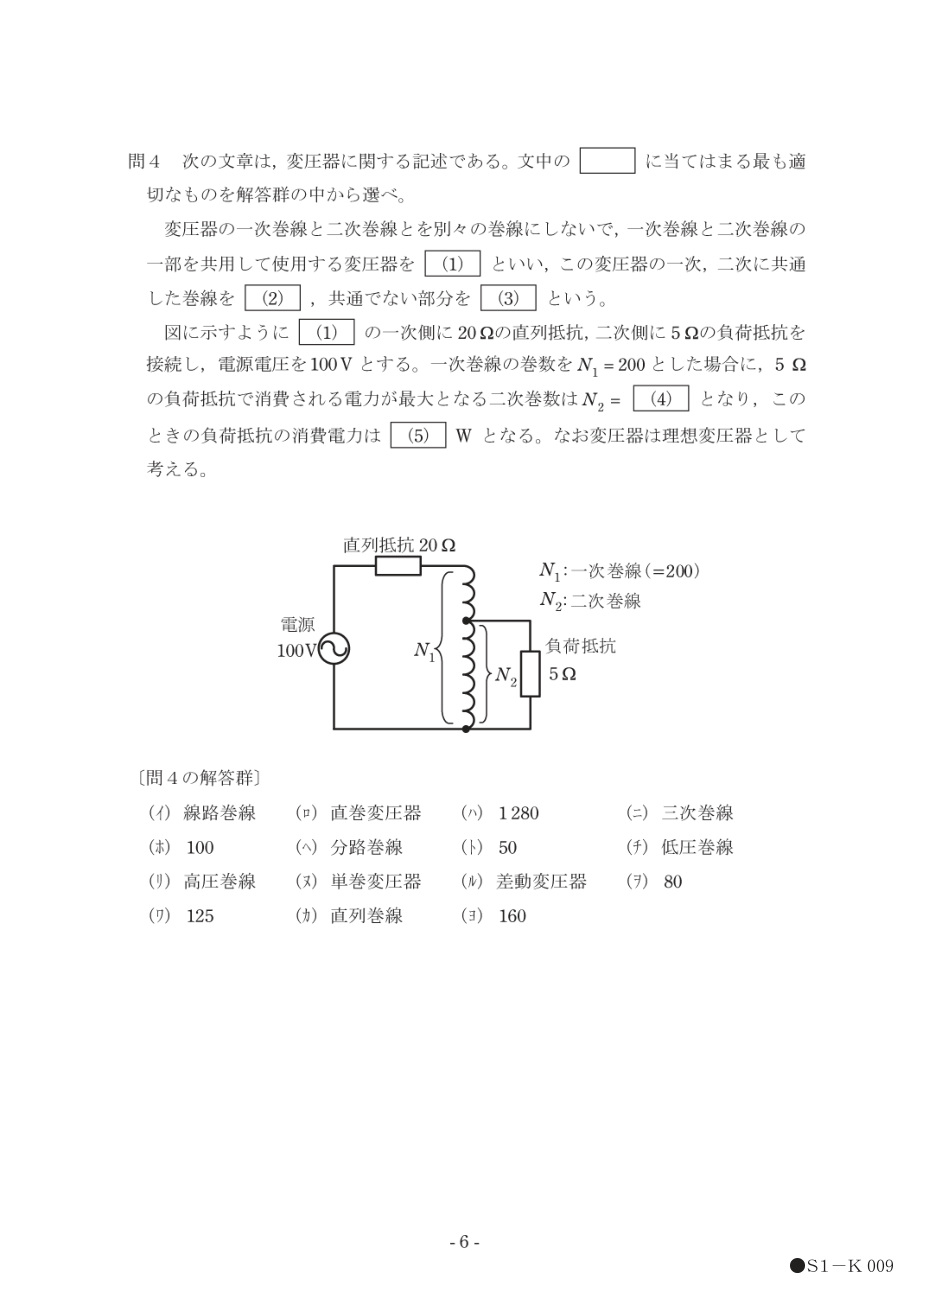 問４　次の文章は，変圧器に関する記述である。文中の　　　　に当てはまる最も適
切なものを解答群の中から選べ。
変圧器の一次巻線と二次巻線とを別々の巻線にしないで，一次巻線と二次巻線の
一部を共用して使用する変圧器を (1) といい，この変圧器の一次，二次に共通
した巻線を (2) ，共通でない部分を (3) という。
図に示すように (1) の一次側に 20 Ωの直列抵抗，二次側に 5 Ωの負荷抵抗を
接続し，電源電圧を100 V とする。一次巻線の巻数を N₁ = 200 とした場合に，5 Ω
の負荷抵抗で消費される電力が最大となる二次巻数は N₂ = (4) となり，この
ときの負荷抵抗の消費電力は (5) W となる。なお変圧器は理想変圧器として
考える。
直列抵抗 20 Ω
N₁：一次巻線（=200）
N₂：二次巻線
電源
100V
N₁
N₂
負荷抵抗
5 Ω
〔問４の解答群〕
（イ） 線路巻線　（ロ） 直巻変圧器　（ハ） 1 280　（ニ） 三次巻線
（ホ） 100　（ヘ） 分路巻線　（ト） 50　（チ） 低圧巻線
（リ） 高圧巻線　（ヌ） 単巻変圧器　（ル） 差動変圧器　（ヲ） 80
（ワ） 125　（カ） 直列巻線　（ヨ） 160
- 6 -
●S1－K 009